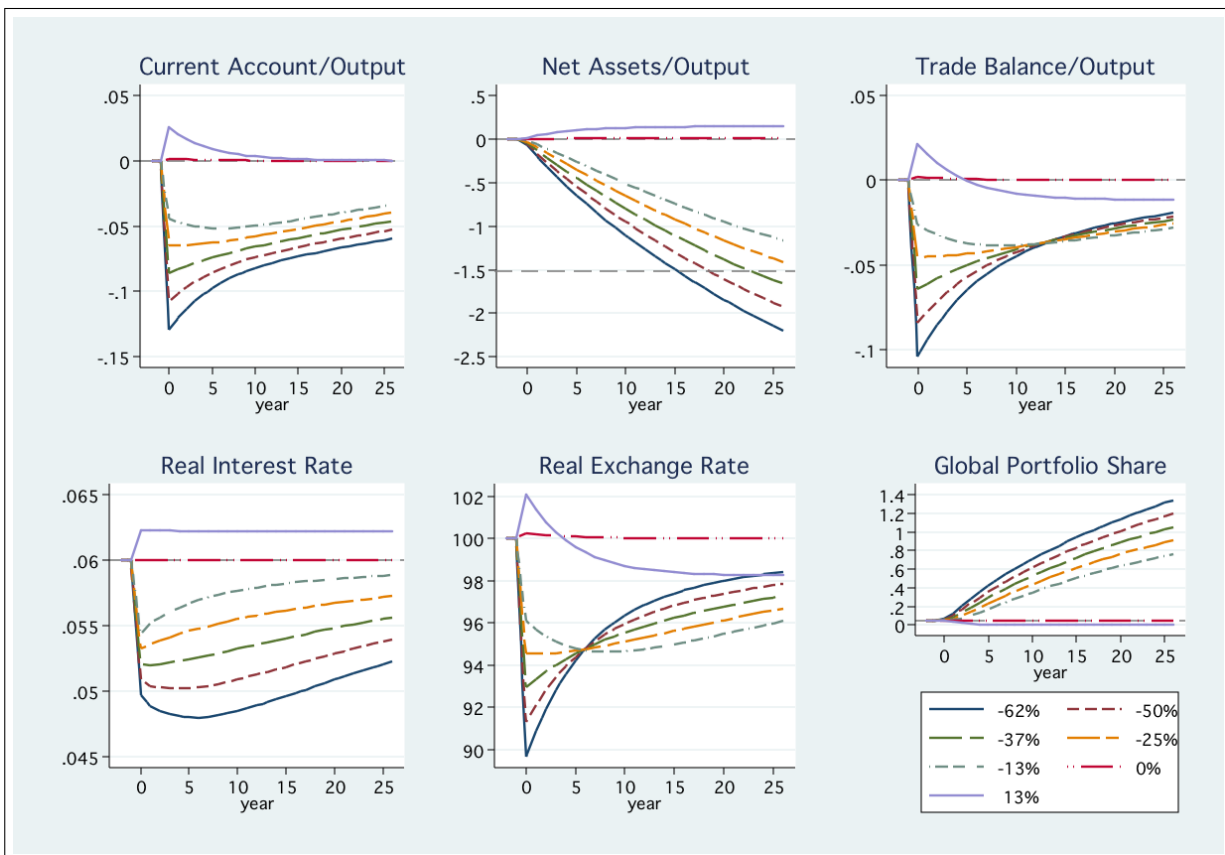 Current Account/Output
.05
0
-.05
-.1
-.15
0 5 10 15 20 25
year
Net Assets/Output
.5
0
-.5
-1
-1.5
-2
-2.5
0 5 10 15 20 25
year
Trade Balance/Output
.05
0
-.05
-.1
0 5 10 15 20 25
year
Real Interest Rate
.065
.06
.055
.05
.045
0 5 10 15 20 25
year
Real Exchange Rate
102
100
98
96
94
92
90
0 5 10 15 20 25
year
Global Portfolio Share
1.4
1.2
1
.8
.6
.4
.2
0
0 5 10 15 20 25
year
-62% -50%
-37% -25%
-13% 0%
13%